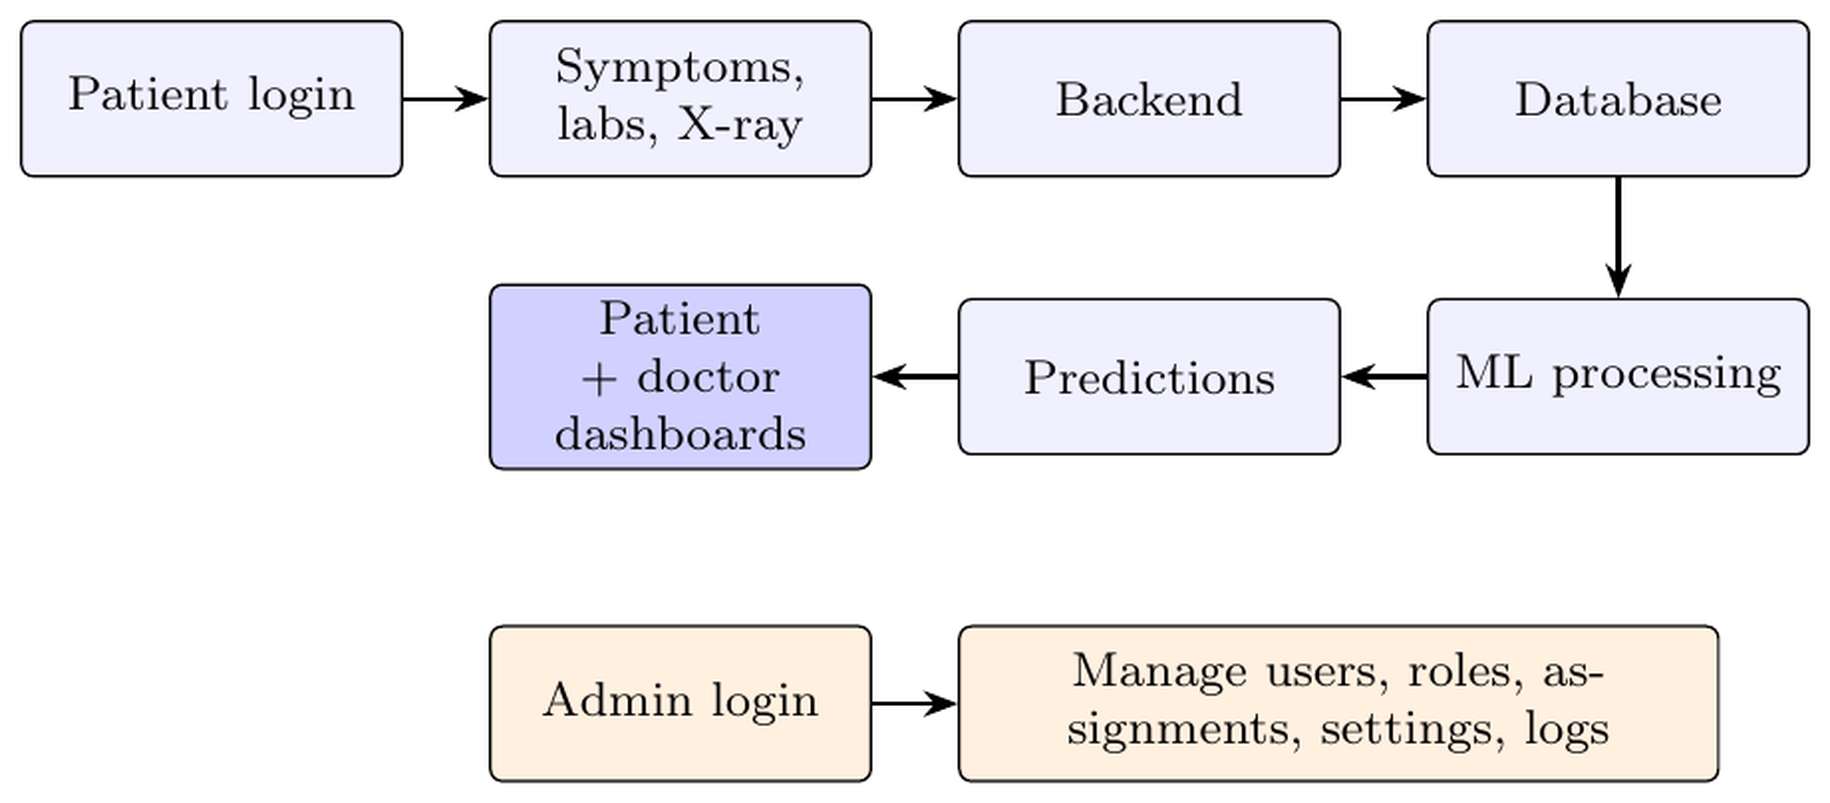 Patient login
Symptoms,
labs, X-ray
Backend
Database
Patient
+ doctor
dashboards
Predictions
ML processing
Admin login
Manage users, roles, as-
signments, settings, logs